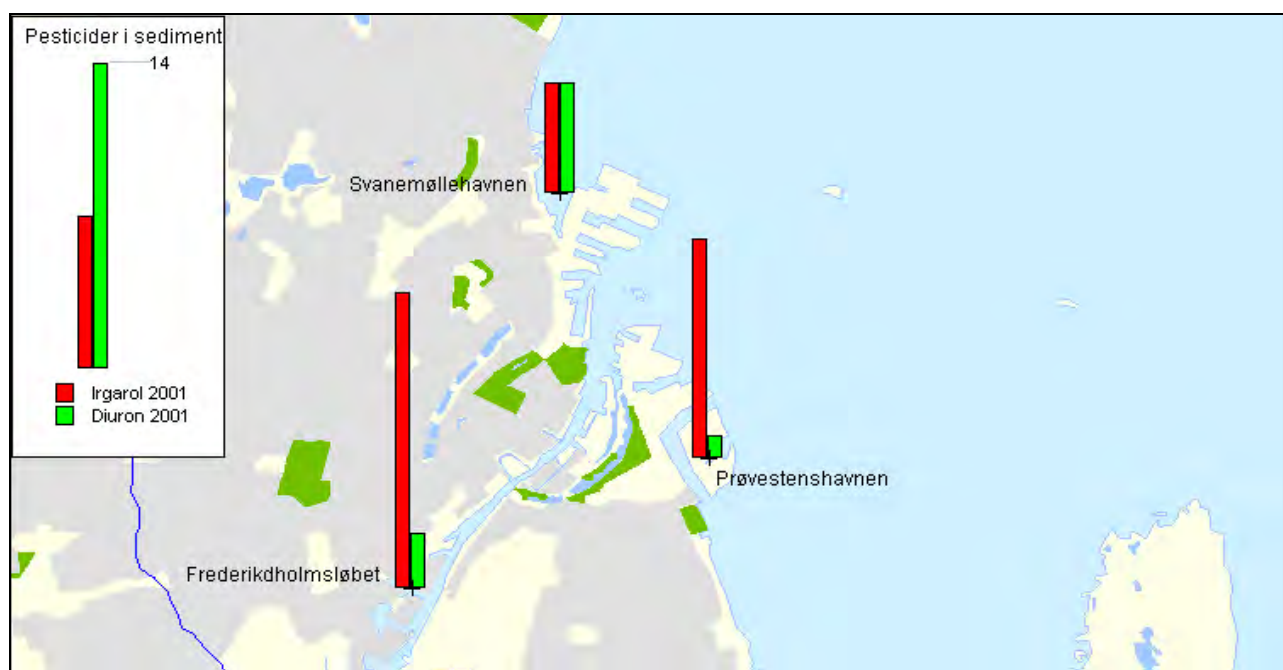 Pesticider i sediment
14
Irgarol 2001
Diuron 2001
Svanemøllehavnen
Prøvestenshavnen
Frederikdholmsløbet